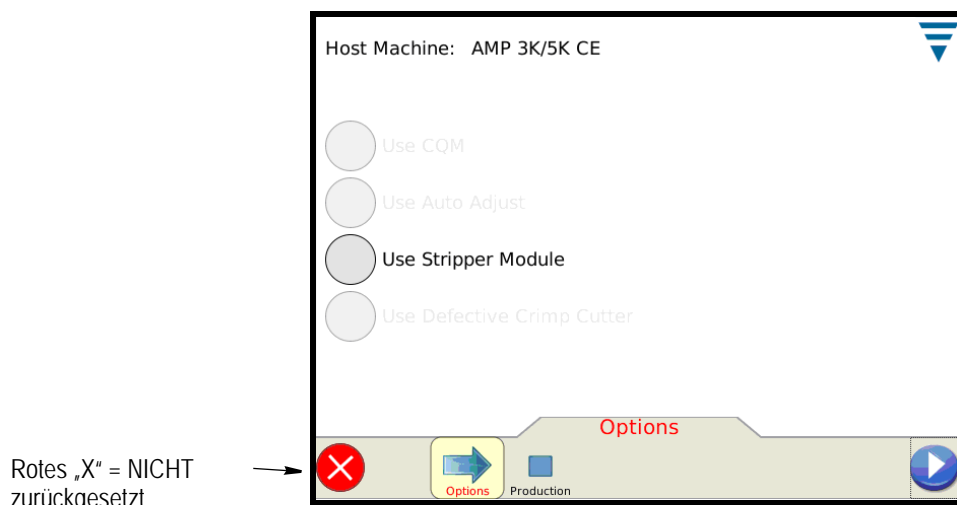 Host Machine: AMP 3K/5K CE
Use CQM
Use Auto Adjust
Use Stripper Module
Use Defective Crimp Cutter
Options
Options
Production
Rotes „X“ = NICHT
zurückgesetzt